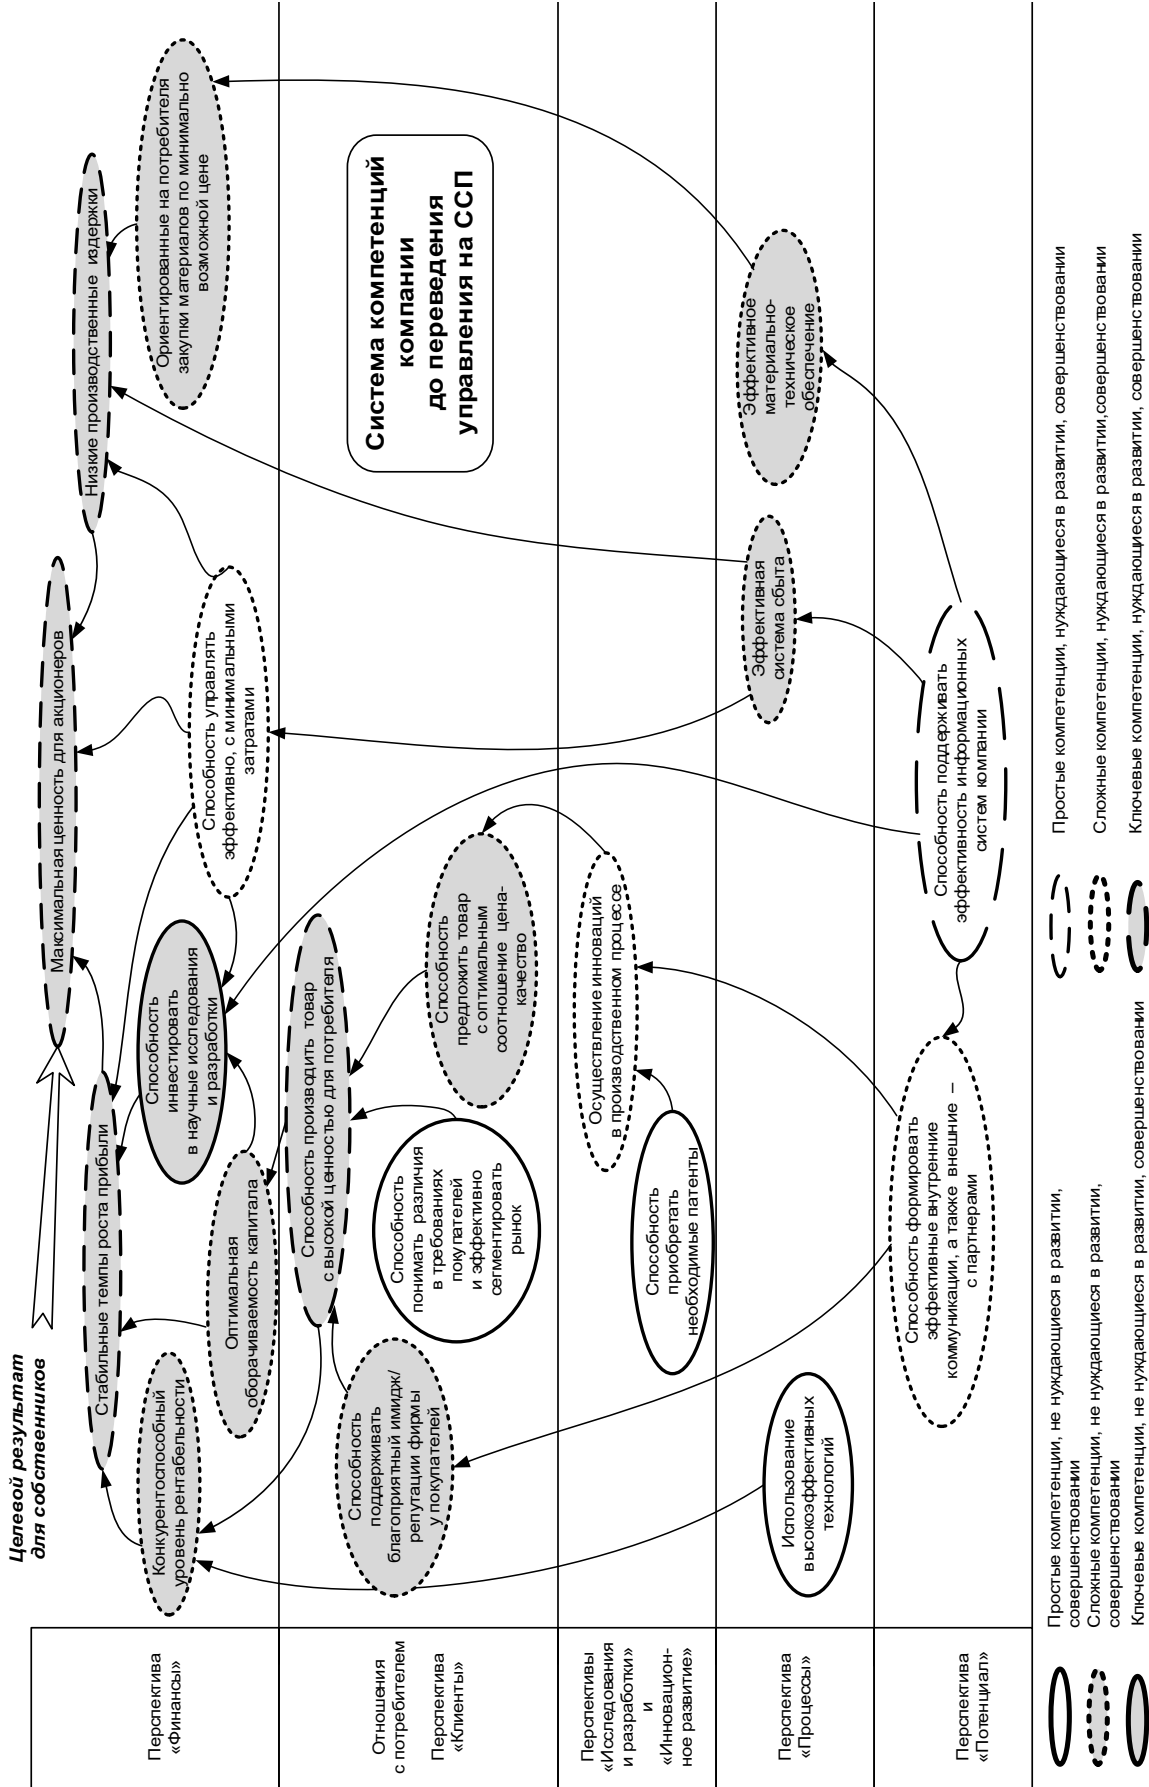 Целевой результат
для собственников
Перспектива
«Финансы»
Максимальная ценность для акционеров
Стабильные темпы роста прибыли
Низкие производственные издержки
Конкурентоспособный
уровень рентабельности
Оптимальная
оборачиваемость капитала
Способность
инвестировать
в научные исследования
и разработки
Способность управлять
эффективно, с минимальными
затратами
Ориентированные на потребителя
закупки материалов по минимально
возможной цене
Отношения
с потребителем
Перспектива
«Клиенты»
Способность производить товар
с высокой ценностью для потребителя
Способность
поддерживать
благоприятный имидж/
репутации фирмы
у покупателей
Способность
понимать различия
в требованиях
покупателей
и эффективно
сегментировать
рынок
Способность
предложить товар
с оптимальным
соотношение цена-
качество
Система компетенций
компании
до переведения
управления на ССП
Перспективы
«Исследования
и разработки»
и
«Инновацион-
ное развитие»
Осуществление инноваций
в производственном процессе
Способность
приобретать
необходимые патенты
Перспектива
«Процессы»
Использование
высокоэффективных
технологий
Эффективная
система сбыта
Эффективное
материально-
техническое
обеспечение
Перспектива
«Потенциал»
Способность формировать
эффективные внутренние
коммуникации, а также внешние –
с партнерами
Способность поддерживать
эффективность информационных
систем компании
Простые компетенции, не нуждающиеся в развитии,
совершенствовании
Сложные компетенции, не нуждающиеся в развитии,
совершенствовании
Ключевые компетенции, не нуждающиеся в развитии, совершенствовании
Простые компетенции, нуждающиеся в развитии, совершенствовании
Сложные компетенции, нуждающиеся в развитии,совершенствовании
Ключевые компетенции, нуждающиеся в развитии, совершенствовании